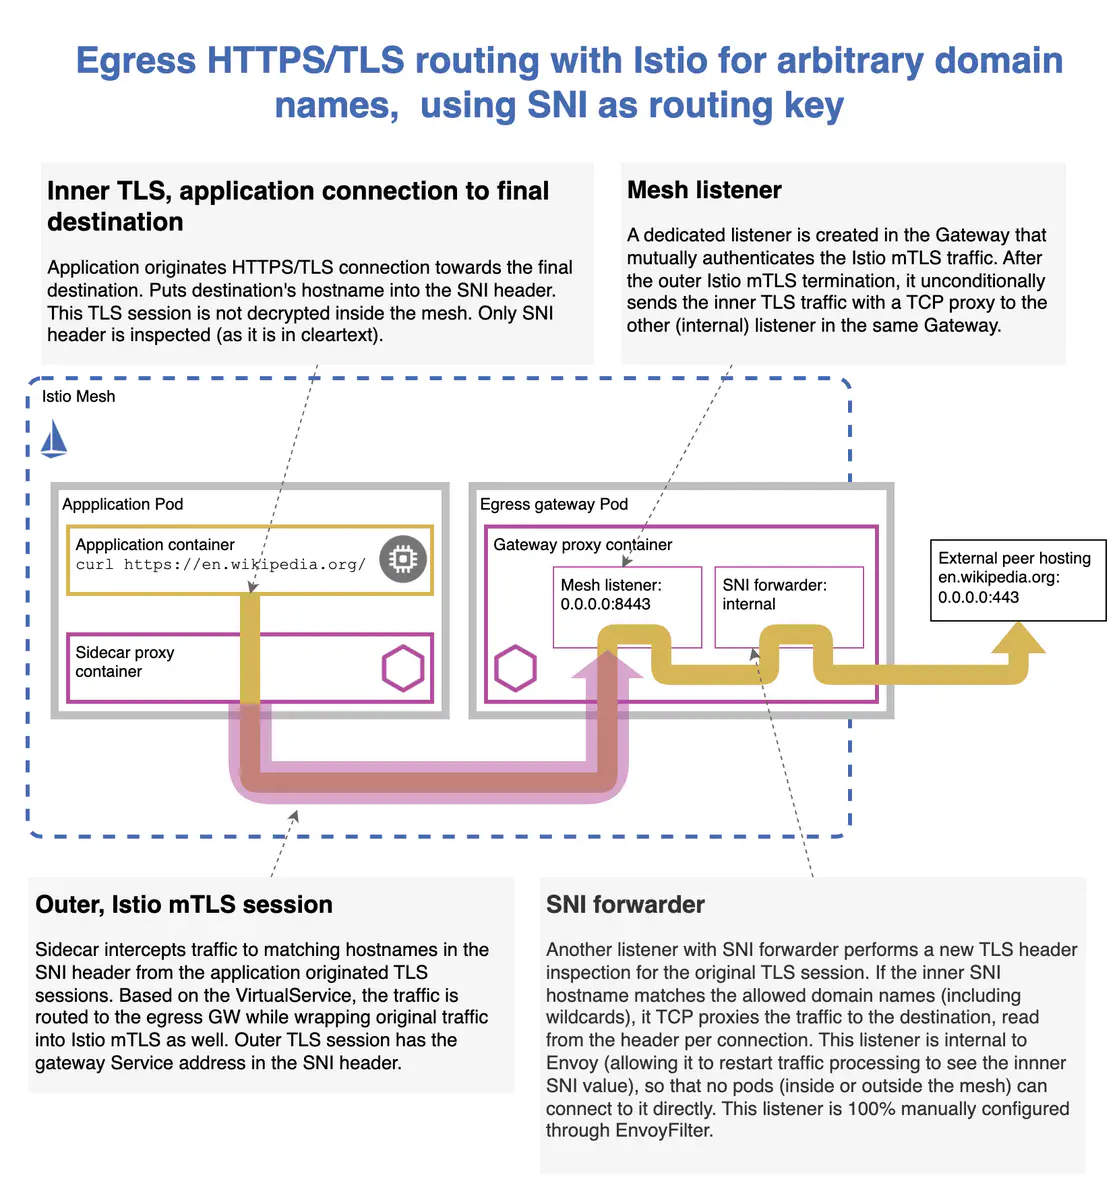 Egress HTTPS/TLS routing with Istio for arbitrary domain
names,  using SNI as routing key
Inner TLS, application connection to final
destination
Application originates HTTPS/TLS connection towards the final
destination. Puts destination's hostname into the SNI header.
This TLS session is not decrypted inside the mesh. Only SNI
header is inspected (as it is in cleartext).
Mesh listener
A dedicated listener is created in the Gateway that
mutually authenticates the Istio mTLS traffic. After
the outer Istio mTLS termination, it unconditionally
sends the inner TLS traffic with a TCP proxy to the
other (internal) listener in the same Gateway.
Istio Mesh
Appplication Pod
Appplication container
curl https://en.wikipedia.org/
Sidecar proxy
container
Egress gateway Pod
Gateway proxy container
Mesh listener:
0.0.0.0:8443
SNI forwarder:
internal
External peer hosting
en.wikipedia.org:
0.0.0.0:443
Outer, Istio mTLS session
Sidecar intercepts traffic to matching hostnames in the
SNI header from the application originated TLS
sessions. Based on the VirtualService, the traffic is
routed to the egress GW while wrapping original traffic
into Istio mTLS as well. Outer TLS session has the
gateway Service address in the SNI header.
SNI forwarder
Another listener with SNI forwarder performs a new TLS header
inspection for the original TLS session. If the inner SNI
hostname matches the allowed domain names (including
wildcards), it TCP proxies the traffic to the destination, read
from the header per connection. This listener is internal to
Envoy (allowing it to restart traffic processing to see the innner
SNI value), so that no pods (inside or outside the mesh) can
connect to it directly. This listener is 100% manually configured
through EnvoyFilter.